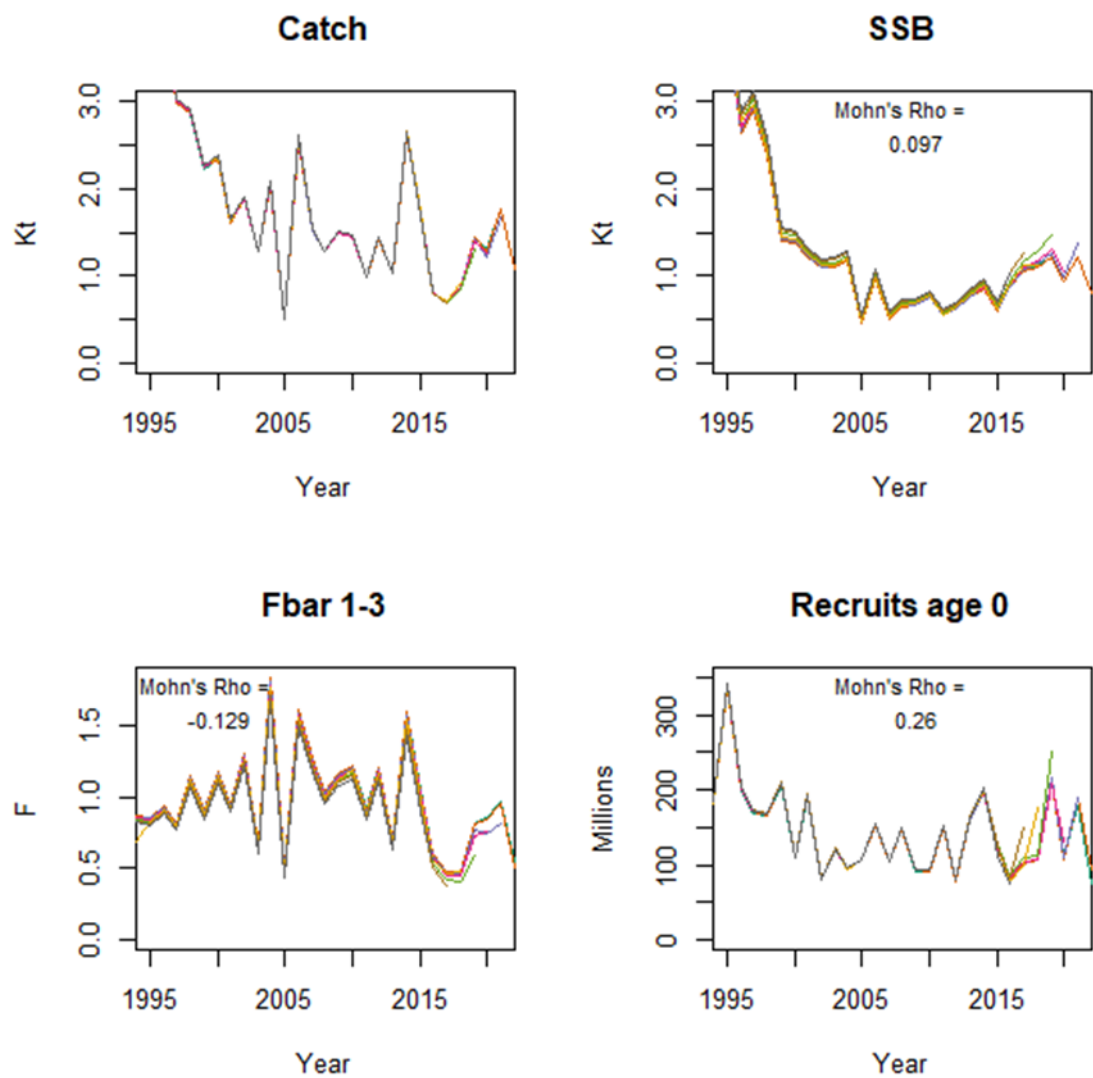 Catch
3.0
2.0
1.0
0.0
Kt
1995
2005
2015
Year
SSB
Mohn's Rho =
0.097
3.0
2.0
1.0
0.0
Kt
1995
2005
2015
Year
Fbar 1-3
Mohn's Rho =
-0.129
1.5
1.0
0.5
0.0
F
1995
2005
2015
Year
Recruits age 0
Mohn's Rho =
0.26
300
200
100
0
Millions
1995
2005
2015
Year